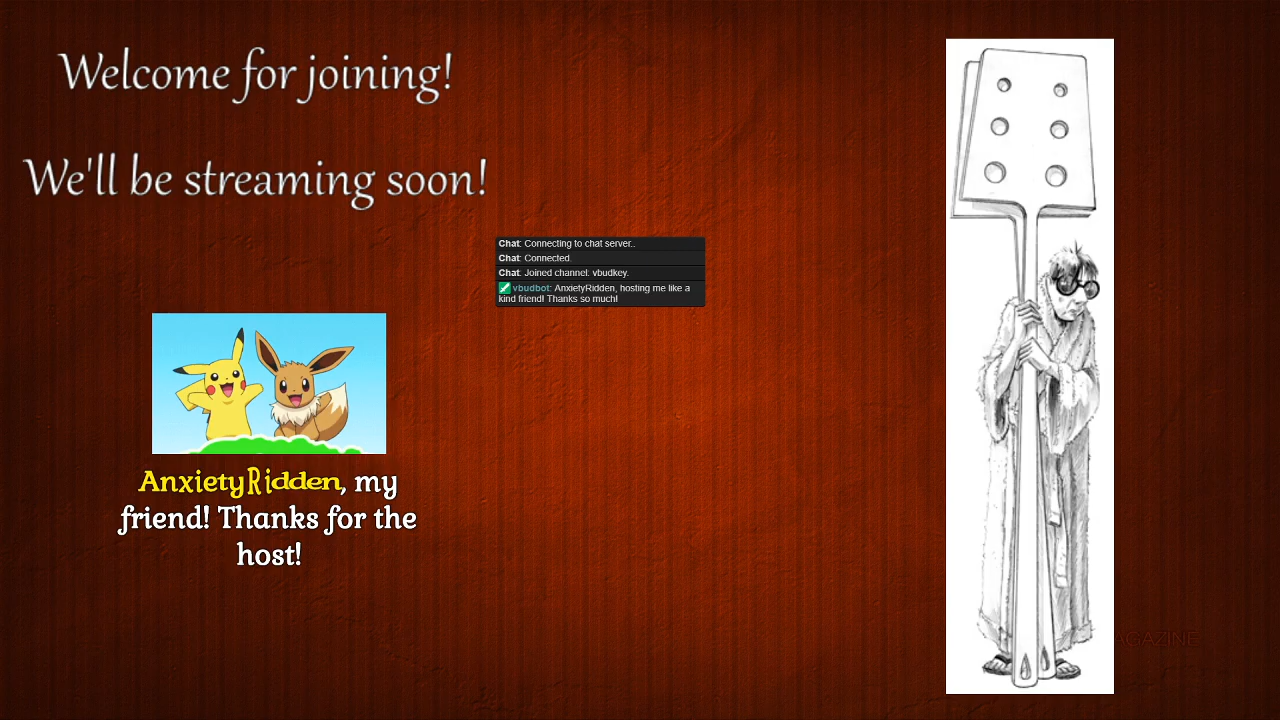 Welcome for joining!
We'll be streaming soon!
Chat: Connecting to chat server..
Chat: Connected.
Chat: Joined channel: vbudkey.
vbudbot: AnxietyRidden, hosting me like a
kind friend! Thanks so much!
AnxietyRidden, my
friend! Thanks for the
host!
AGAZINE